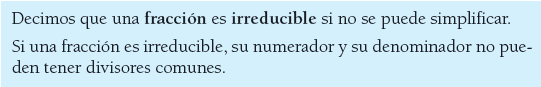 Decimos que una fracción es irreducible si no se puede simplificar.
Si una fracción es irreducible, su numerador y su denominador no pue-
den tener divisores comunes.